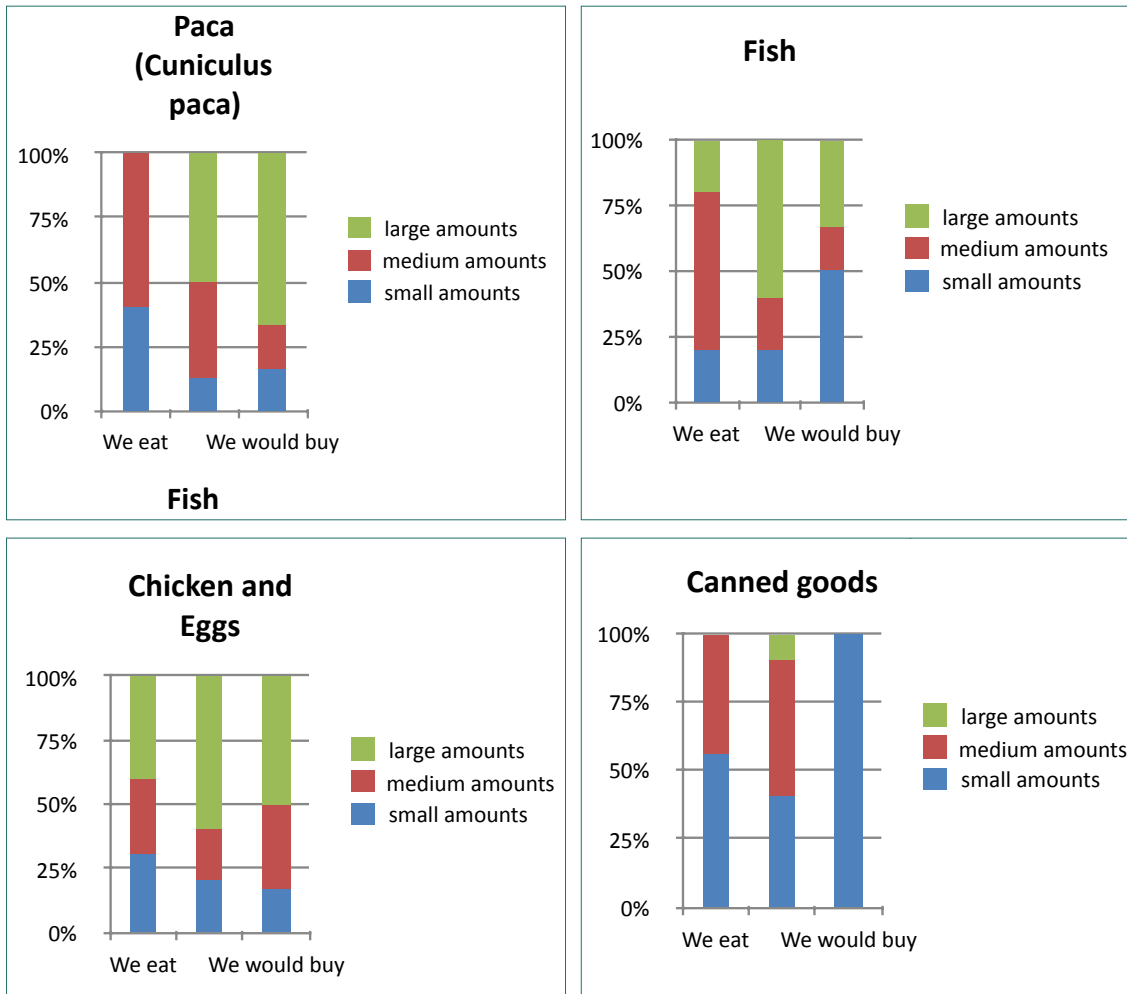 Paca
(Cuniculus
paca)
100%
75%
50%
25%
0%
We eat We would buy
large amounts
medium amounts
small amounts
Fish
Fish
100%
75%
50%
25%
0%
We eat We would buy
large amounts
medium amounts
small amounts
Chicken and
Eggs
100%
75%
50%
25%
0%
We eat We would buy
large amounts
medium amounts
small amounts
Canned goods
100%
75%
50%
25%
0%
We eat We would buy
large amounts
medium amounts
small amounts